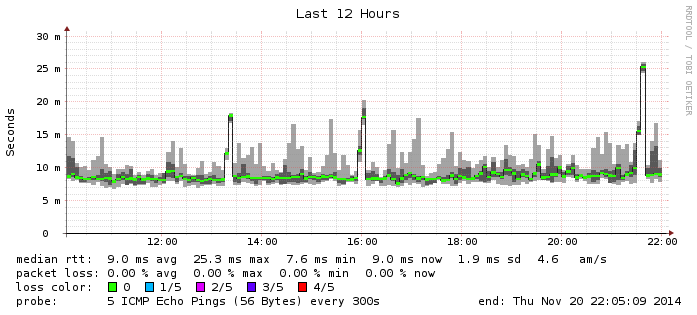 Last 12 Hours
RRDTOOL / TOBI OETIKER
Seconds
30 m
25 m
20 m
15 m
10 m
5 m
0
12:00 14:00 16:00 18:00 20:00 22:00
median rtt: 9.0 ms avg 25.3 ms max 7.6 ms min 9.0 ms now 1.9 ms sd 4.6 am/s
packet loss: 0.00 % avg 0.00 % max 0.00 % min 0.00 % now
loss color: 0 1/5 2/5 3/5 4/5
probe: 5 ICMP Echo Pings (56 Bytes) every 300s end: Thu Nov 20 22:05:09 2014